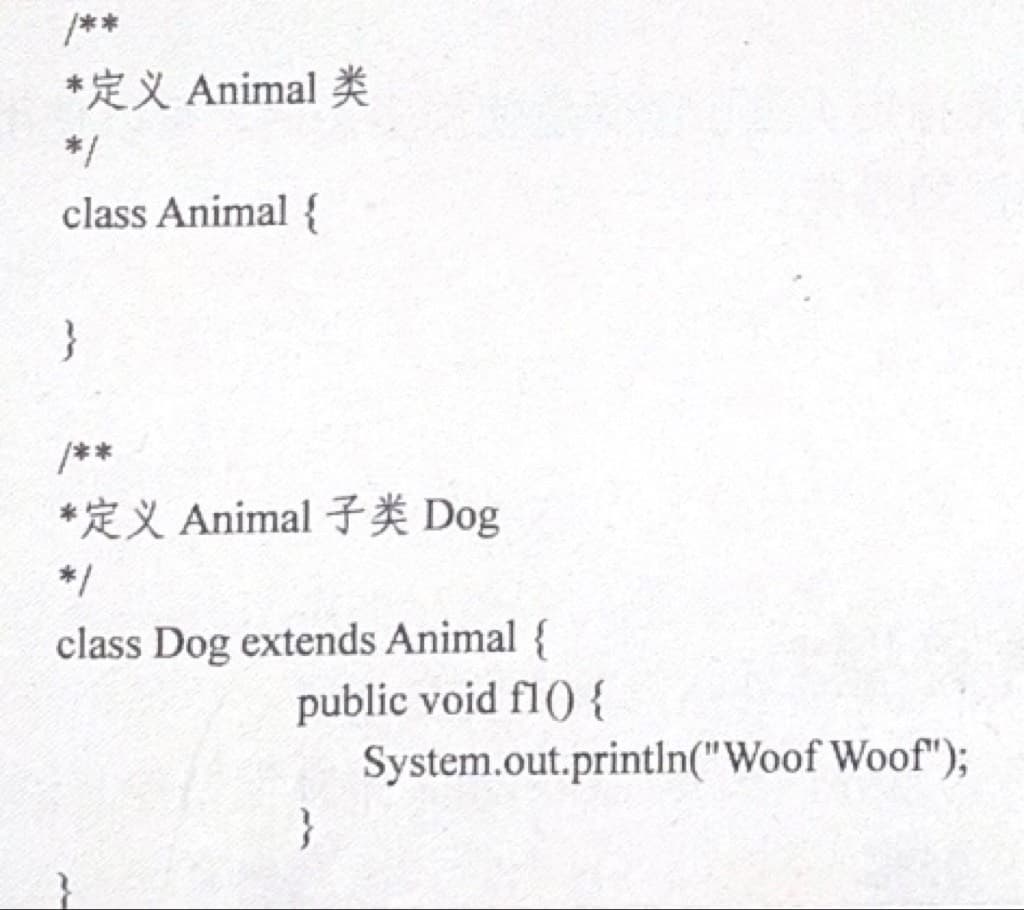 /**
*定义 Animal 类
*/
class Animal {
}
/**
*定义 Animal 子类 Dog
*/
class Dog extends Animal {
public void f1() {
System.out.println("Woof Woof");
}
}